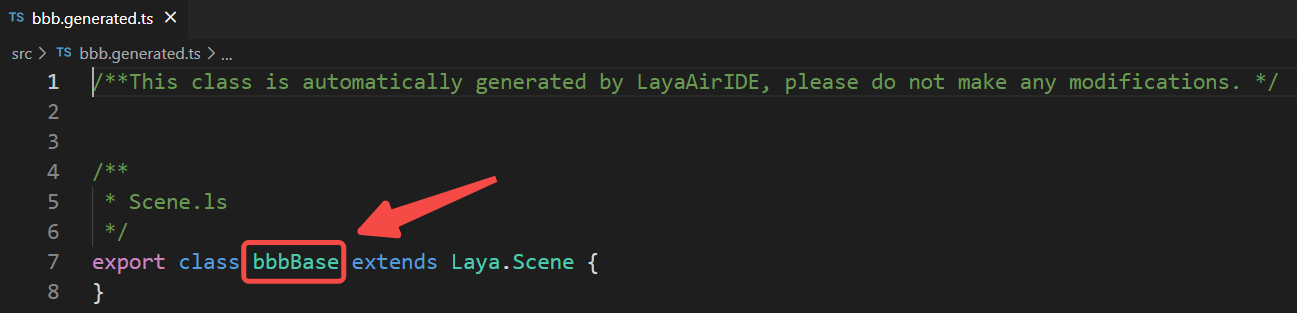 TS bbb.generated.ts ×
src > TS bbb.generated.ts > ...
1 /**This class is automatically generated by LayaAirIDE, please do not make any modifications. */
2
3
4 /**
5 * Scene.ls
6 */
7 export class bbbBase extends Laya.Scene {
8 }